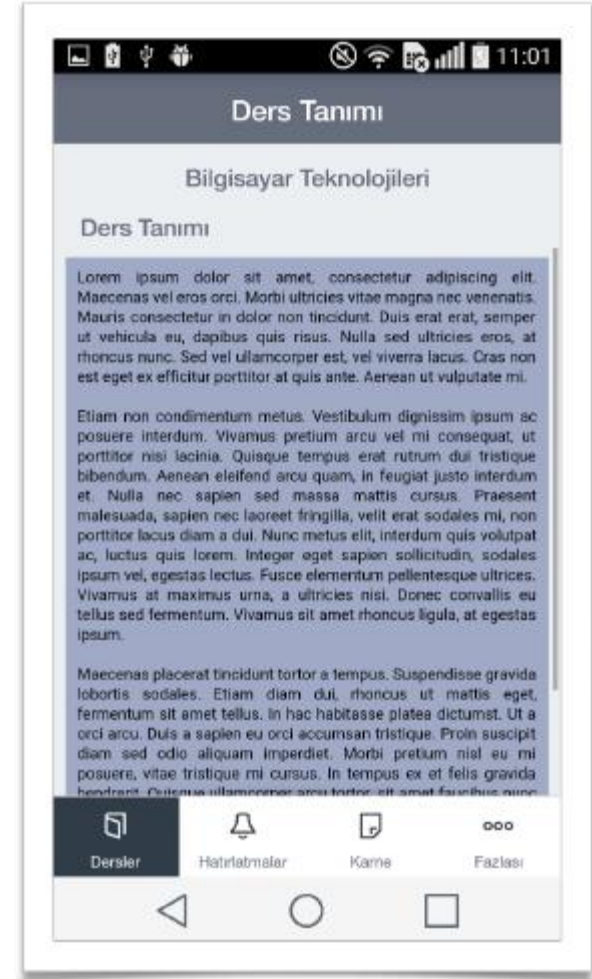 11:01
Ders Tanımı
Bilgisayar Teknolojileri
Ders Tanımı
Lorem ipsum dolor sit amet, consectetur adipiscing elit.
Maecenas vel eros orci. Morbi ultricies vitae magna nec venenatis.
Mauris consectetur in dolor non tincidunt. Duis erat erat, semper
ut vehicula eu, dapibus quis risus. Nulla sed ultricies eros, at
rhoncus nunc. Sed vel ullamcorper est, vel viverra lacus. Cras non
est eget ex efficitur porttitor at quis ante. Aenean ut vulputate mi.
Etiam non condimentum metus. Vestibulum dignissim ipsum ac
posuere interdum. Vivamus pretium arcu vel mi consequat, ut
porttitor nisi lacinia. Quisque tempus erat rutrum dui tristique
bibendum. Aenean eleifend arcu quam, in feugiat justo interdum
et. Nulla nec sapien sed massa mattis cursus. Praesent
malesuada, sapien nec laoreet fringilla, velit erat sodales mi, non
porttitor lacus diam a dui. Nunc metus elit, interdum quis volutpat
ac, luctus quis lorem. Integer eget sapien sollicitudin, sodales
ipsum vel, egestas lectus. Fusce elementum pellentesque ultrices.
Vivamus at maximus urna, a ultricies nisi. Donec convallis eu
tellus sed fermentum. Vivamus sit amet rhoncus ligula, at egestas
ipsum.
Maecenas placerat tincidunt tortor a tempus. Suspendisse gravida
lobortis sodales. Etiam diam dui, rhoncus ut mattis eget,
fermentum sit amet tellus. In hac habitasse platea dictumst. Ut a
orci arcu. Duis a sapien eu orci accumsan tristique. Proin suscipit
diam sed odio aliquam imperdiet. Morbi pretium nisl eu mi
posuere, vitae tristique mi cursus. In tempus ex et felis gravida
hendrerit. Quisque ullamcorper arcu tortor, sit amet faucibus nunc
Dersler
Hatırlatmalar
Karne
Fazlası